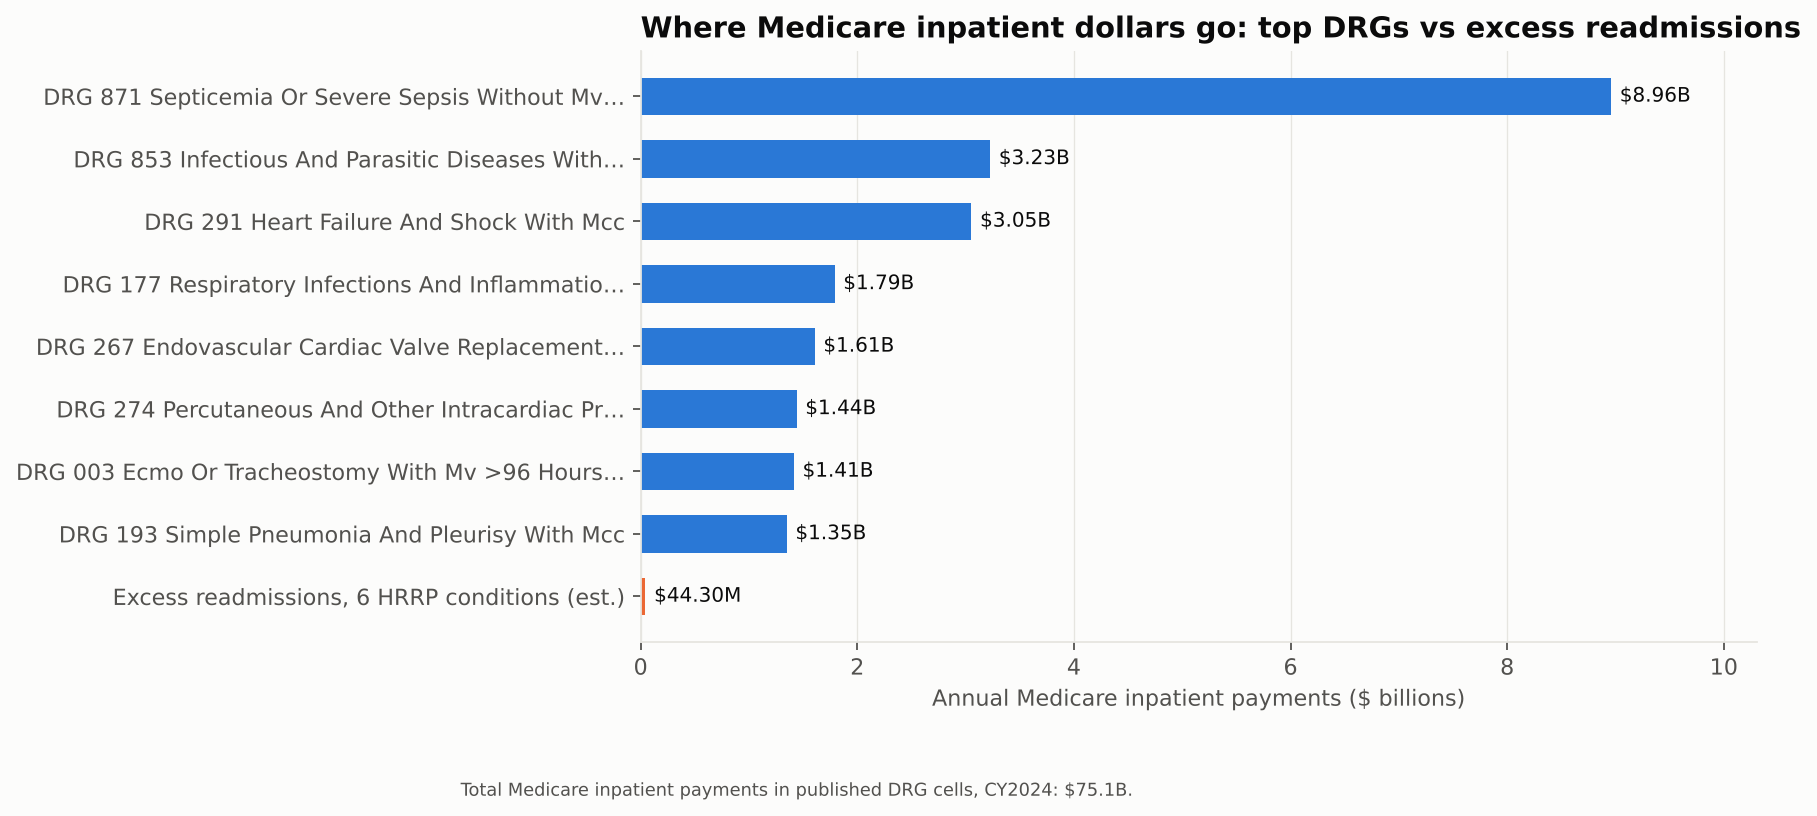 Where Medicare inpatient dollars go: top DRGs vs excess readmissions
DRG 871 Septicemia Or Severe Sepsis Without Mv…
$8.96B
DRG 853 Infectious And Parasitic Diseases With…
$3.23B
DRG 291 Heart Failure And Shock With Mcc
$3.05B
DRG 177 Respiratory Infections And Inflammatio…
$1.79B
DRG 267 Endovascular Cardiac Valve Replacement…
$1.61B
DRG 274 Percutaneous And Other Intracardiac Pr…
$1.44B
DRG 003 Ecmo Or Tracheostomy With Mv >96 Hours…
$1.41B
DRG 193 Simple Pneumonia And Pleurisy With Mcc
$1.35B
Excess readmissions, 6 HRRP conditions (est.)
$44.30M
0 2 4 6 8 10
Annual Medicare inpatient payments ($ billions)
Total Medicare inpatient payments in published DRG cells, CY2024: $75.1B.